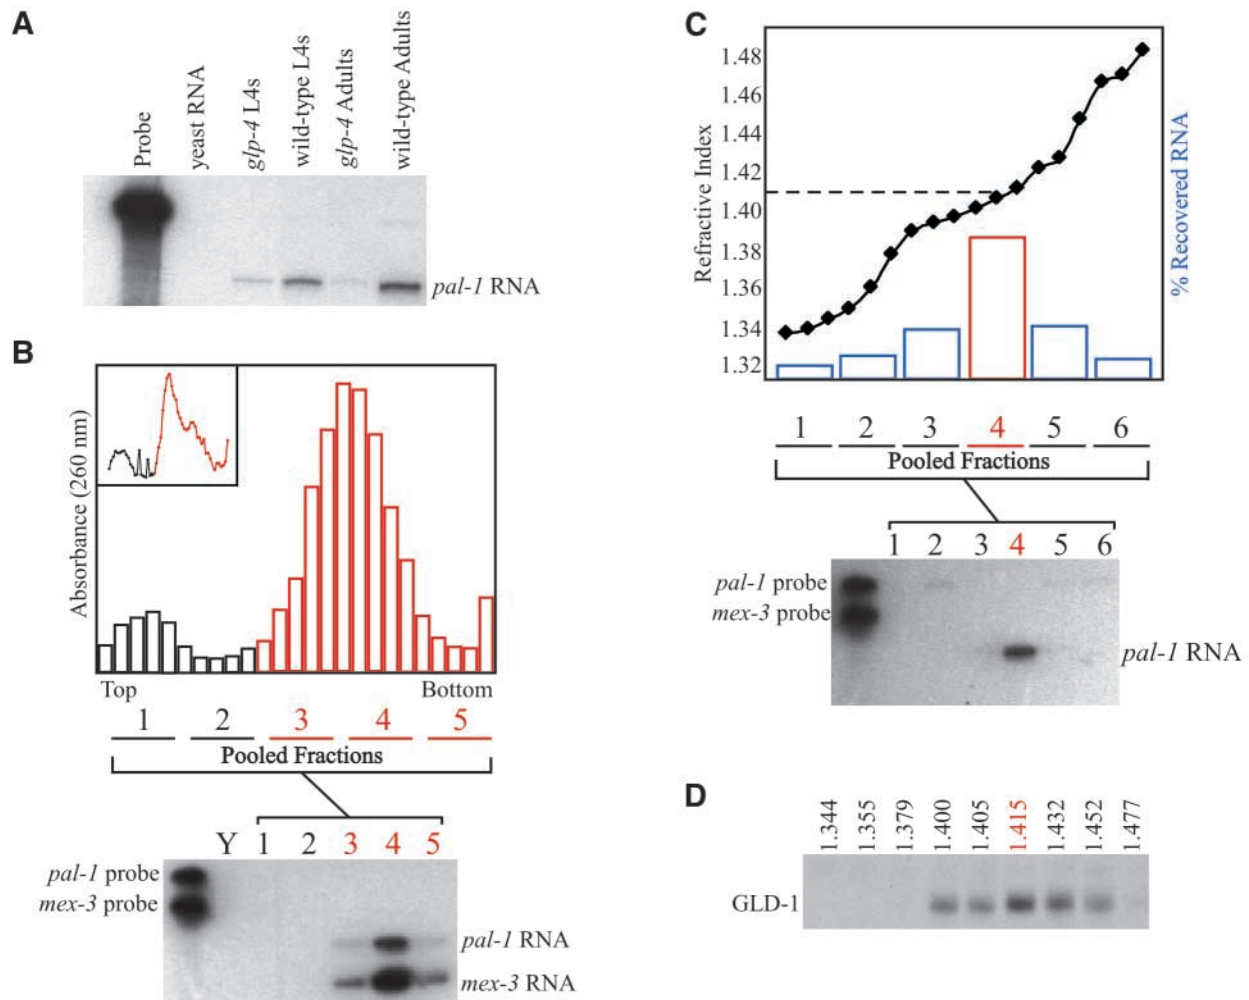 A
Probe
yeast RNA
glp-4 L4s
wild-type L4s
glp-4 Adults
wild-type Adults
pal-1 RNA
B
Absorbance (260 nm)
Top
Bottom
1 2 3 4 5
Pooled Fractions
Y 1 2 3 4 5
pal-1 probe
mex-3 probe
pal-1 RNA
mex-3 RNA
C
Refractive Index
1.48
1.46
1.44
1.42
1.40
1.38
1.36
1.34
1.32
% Recovered RNA
1 2 3 4 5 6
Pooled Fractions
1 2 3 4 5 6
pal-1 probe
mex-3 probe
pal-1 RNA
D
1.344
1.355
1.379
1.400
1.405
1.415
1.432
1.452
1.477
GLD-1